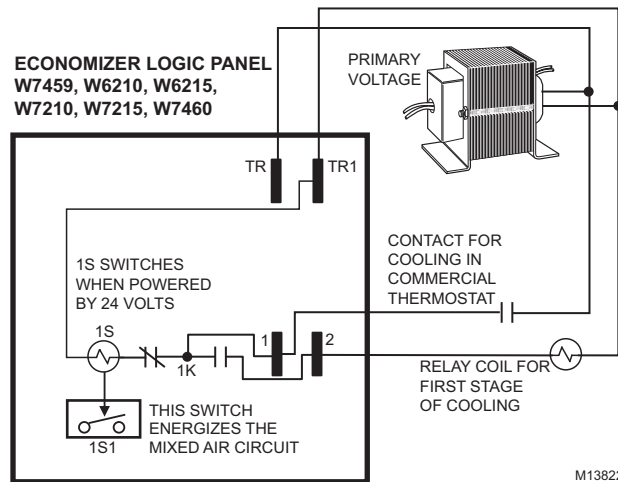 ECONOMIZER LOGIC PANEL
W7459, W6210, W6215,
W7210, W7215, W7460
PRIMARY
VOLTAGE
TR
TR1
1S SWITCHES
WHEN POWERED
BY 24 VOLTS
CONTACT FOR
COOLING IN
COMMERCIAL
THERMOSTAT
1S
1K
1
2
RELAY COIL FOR
FIRST STAGE
OF COOLING
THIS SWITCH
ENERGIZES THE
MIXED AIR CIRCUIT
1S1
M13822